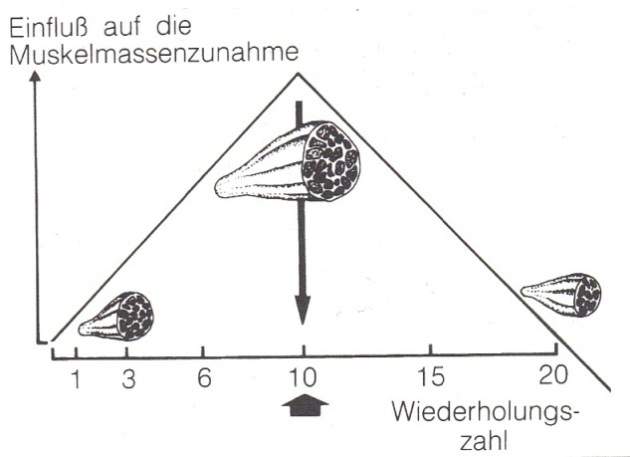 Einfluß auf die
Muskelmassenzunahme
1 3 6 10 15 20
Wiederholungs-
zahl